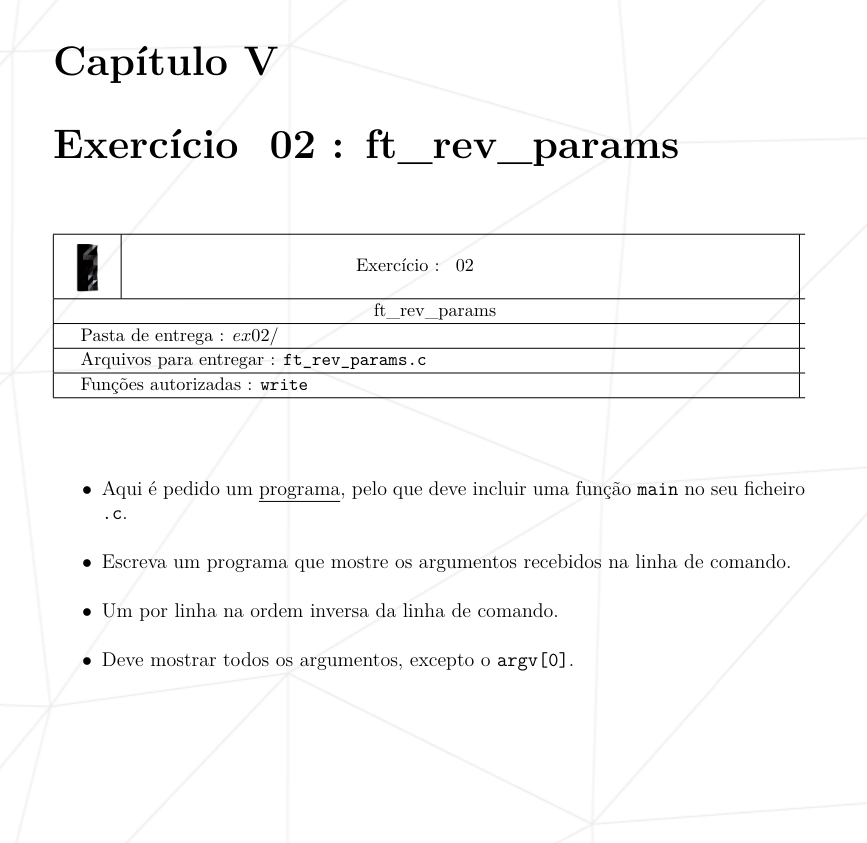 Capítulo V
Exercício 02 : ft_rev_params
Exercício : 02
ft_rev_params
Pasta de entrega : ex02/
Arquivos para entregar : ft_rev_params.c
Funções autorizadas : write
• Aqui é pedido um programa, pelo que deve incluir uma função main no seu ficheiro
.c.
• Escreva um programa que mostre os argumentos recebidos na linha de comando.
• Um por linha na ordem inversa da linha de comando.
• Deve mostrar todos os argumentos, excepto o argv[0].